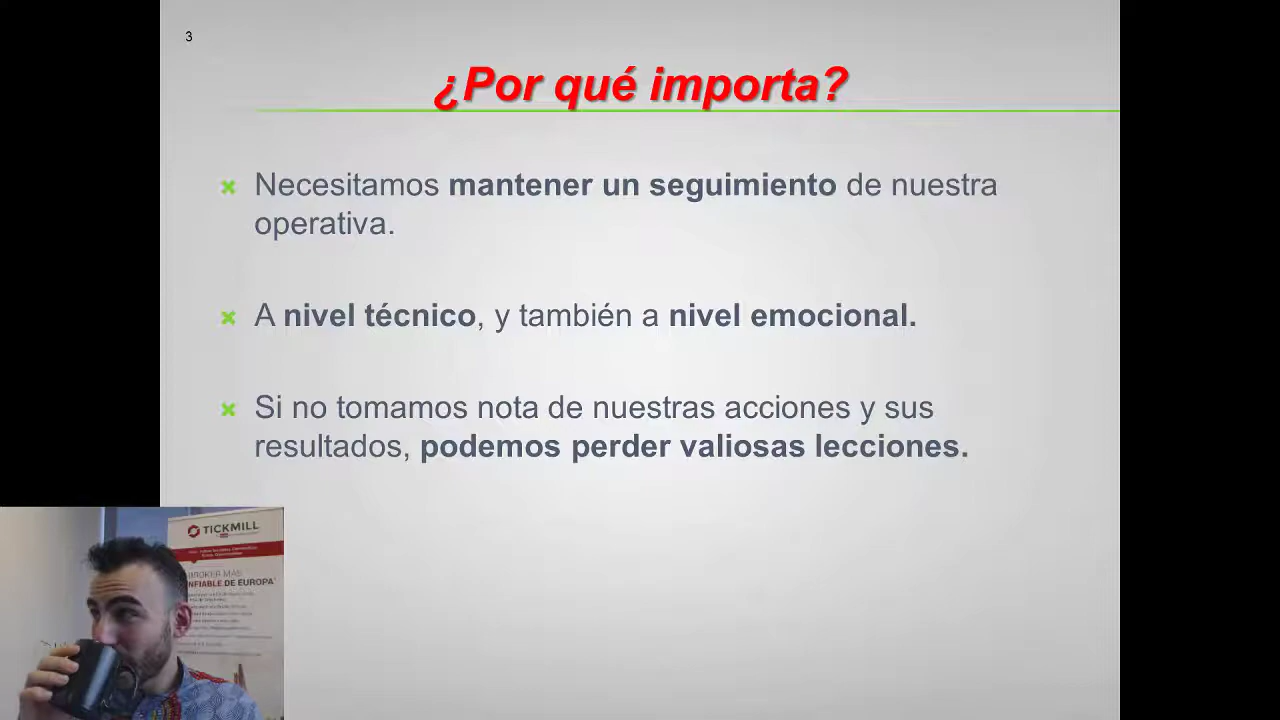 3
¿Por qué importa?
Necesitamos mantener un seguimiento de nuestra
operativa.
A nivel técnico, y también a nivel emocional.
Si no tomamos nota de nuestras acciones y sus
resultados, podemos perder valiosas lecciones.
TICKMILL
BROKER MÁS
NFIABLE DE EUROPA